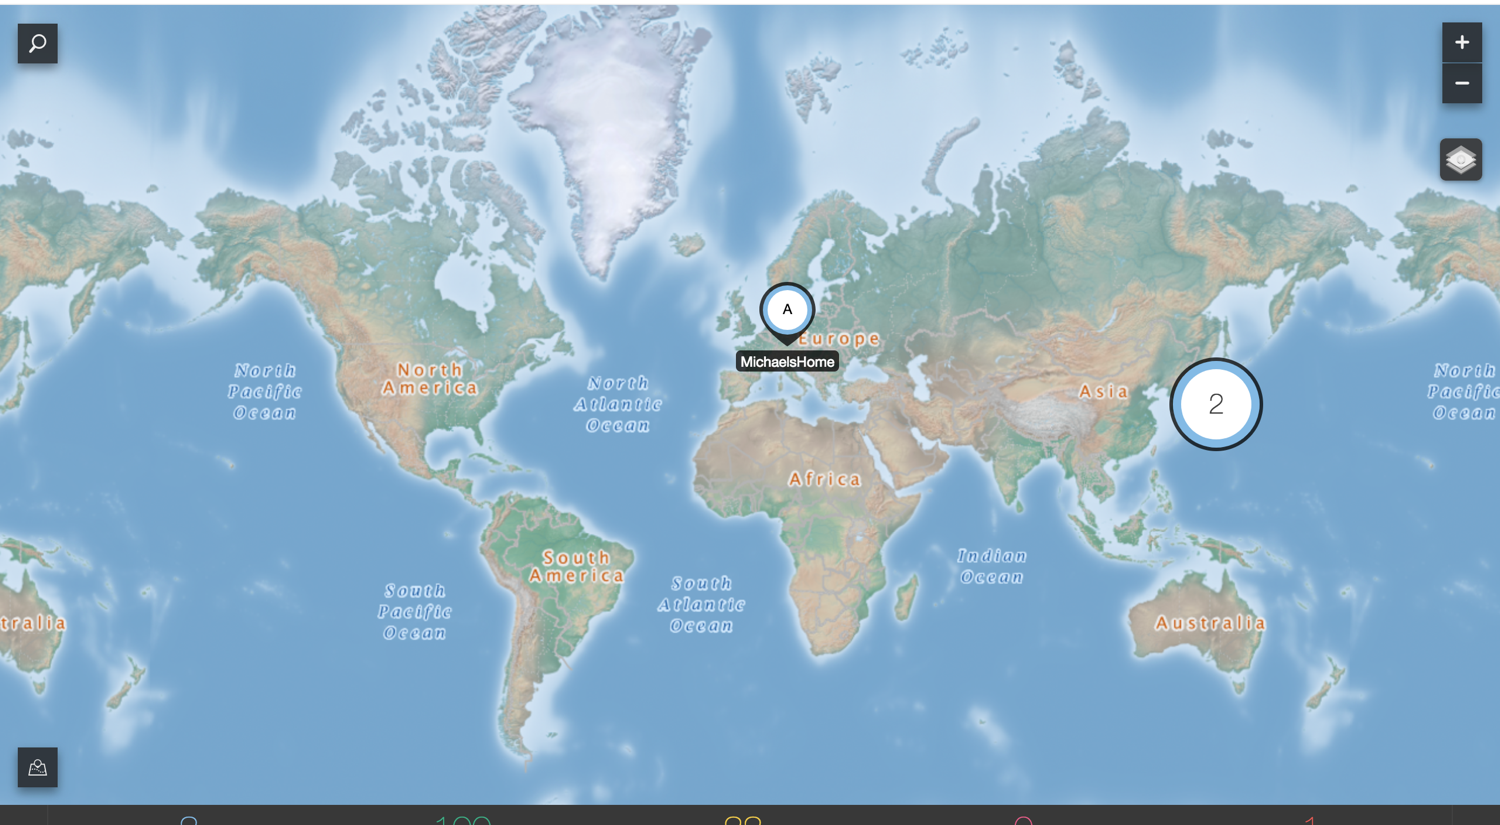 A
Europe
MichaelsHome
North
America
North
Pacific
Ocean
North
Atlantic
Ocean
Asia
2
North
Pacific
Ocean
Africa
South
America
Indian
Ocean
South
Pacific
Ocean
South
Atlantic
Ocean
tralia
Australia